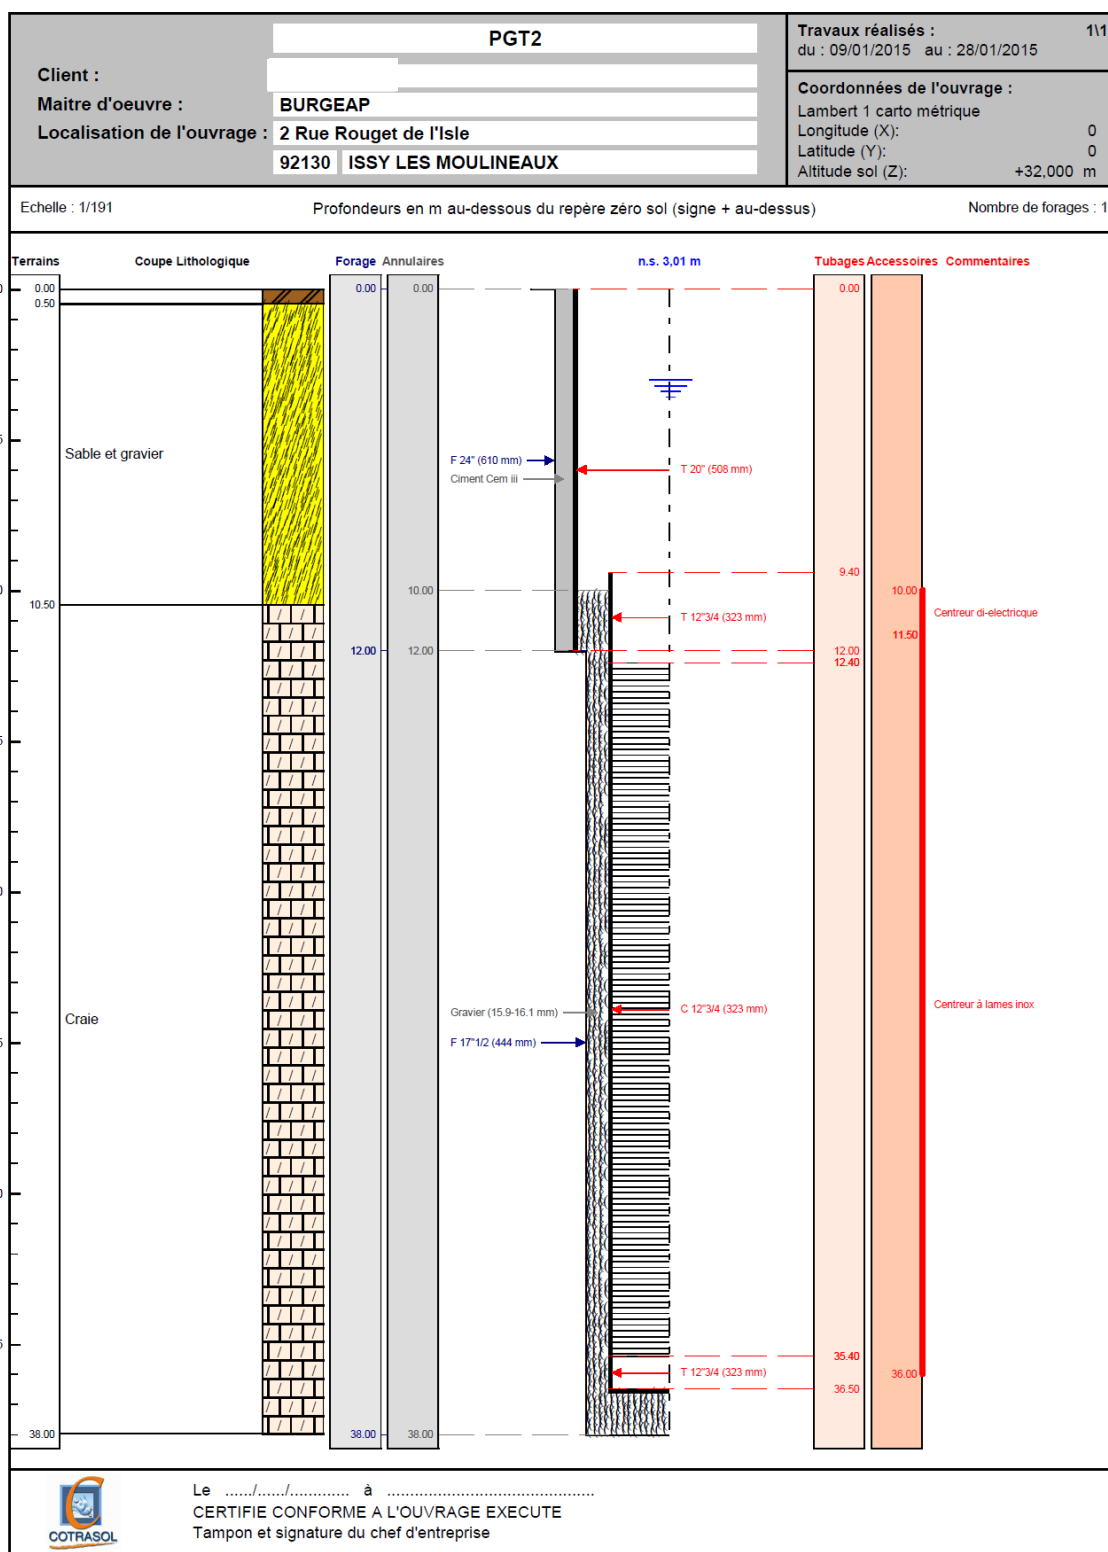 PGT2
Travaux réalisés : 1\1
du : 09/01/2015 au : 28/01/2015
Client :
Maitre d'oeuvre : BURGEAP
Localisation de l'ouvrage : 2 Rue Rouget de l'Isle
92130 ISSY LES MOULINEAUX
Coordonnées de l'ouvrage :
Lambert 1 carto métrique
Longitude (X): 0
Latitude (Y): 0
Altitude sol (Z): +32,000 m
Echelle : 1/191 Profondeurs en m au-dessous du repère zéro sol (signe + au-dessus) Nombre de forages : 1
Terrains Coupe Lithologique Forage Annulaires n.s. 3,01 m Tubages Accessoires Commentaires
0.00 0.00 0.00 0.00
0.50
Sable et gravier
F 24" (610 mm)
T 20" (508 mm)
Ciment Cem iii
9.40
10.00 10.00
10.50
Centreur di-electricque
T 12"3/4 (323 mm)
11.50
12.00 12.00 12.00
12.40
Centreur à lames inox
Gravier (15.9-16.1 mm) C 12"3/4 (323 mm)
Craie
F 17"1/2 (444 mm)
35.40
T 12"3/4 (323 mm) 36.00
36.50
38.00 38.00 38.00
COTRASOL
Le ....../....../............ à ..........................................
CERTIFIE CONFORME A L'OUVRAGE EXECUTE
Tampon et signature du chef d'entreprise